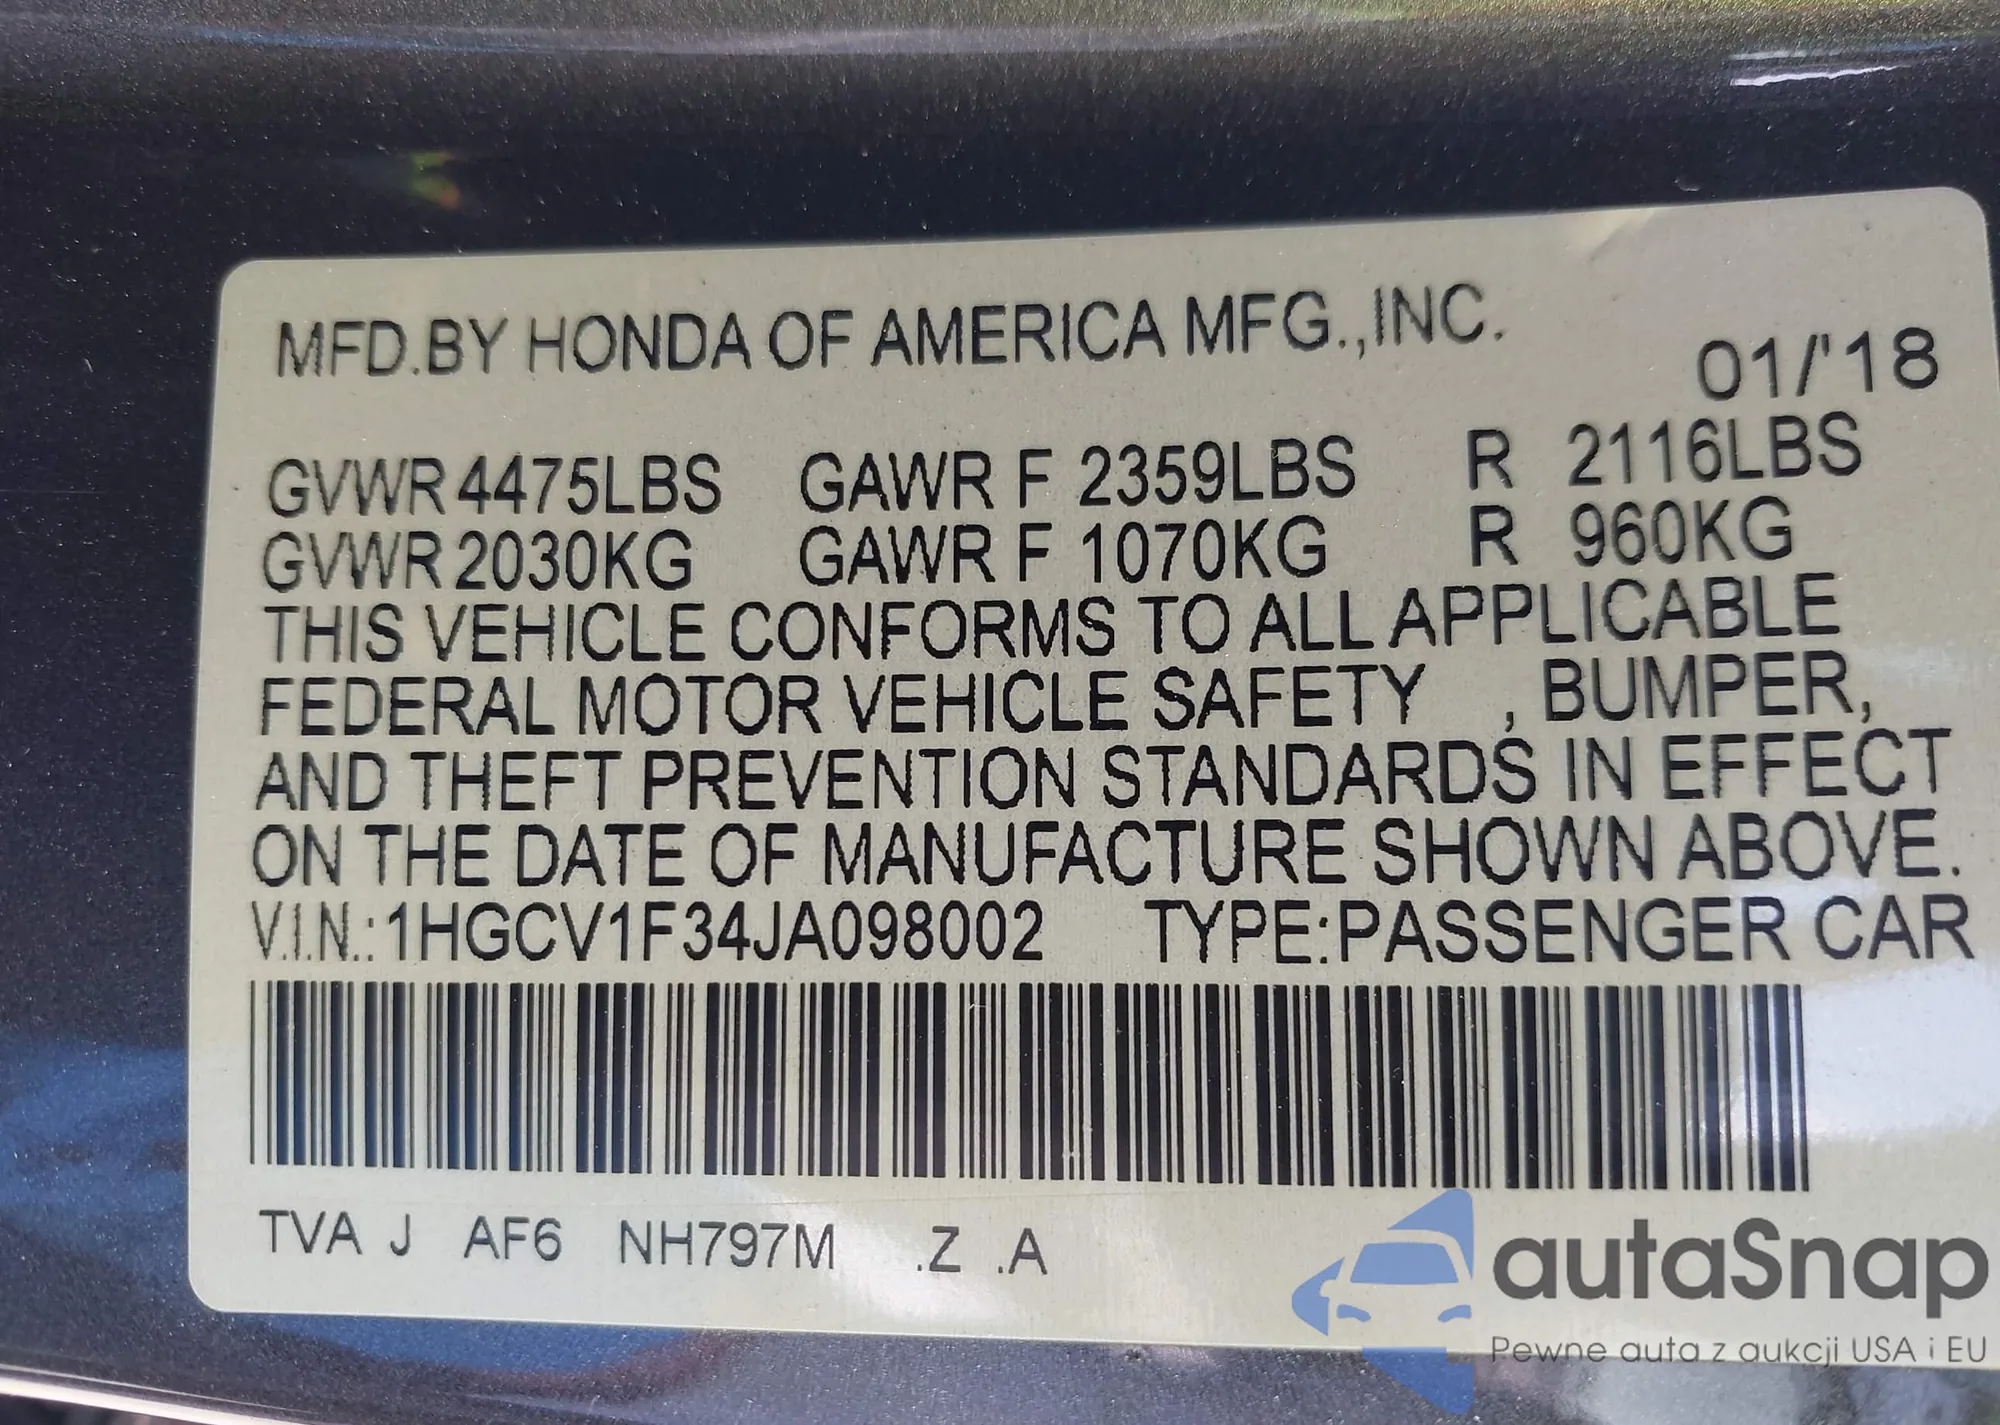 MFD.BY HONDA OF AMERICA MFG.,INC.
01/'18
GVWR 4475LBS GAWR F 2359LBS R 2116LBS
GVWR 2030KG GAWR F 1070KG R 960KG
THIS VEHICLE CONFORMS TO ALL APPLICABLE
FEDERAL MOTOR VEHICLE SAFETY , BUMPER,
AND THEFT PREVENTION STANDARDS IN EFFECT
ON THE DATE OF MANUFACTURE SHOWN ABOVE.
V.I.N.: 1HGCV1F34JA098002 TYPE:PASSENGER CAR
TVA J AF6 NH797M .Z .A
autaSnap
Pewne auta z aukcji USA i EU